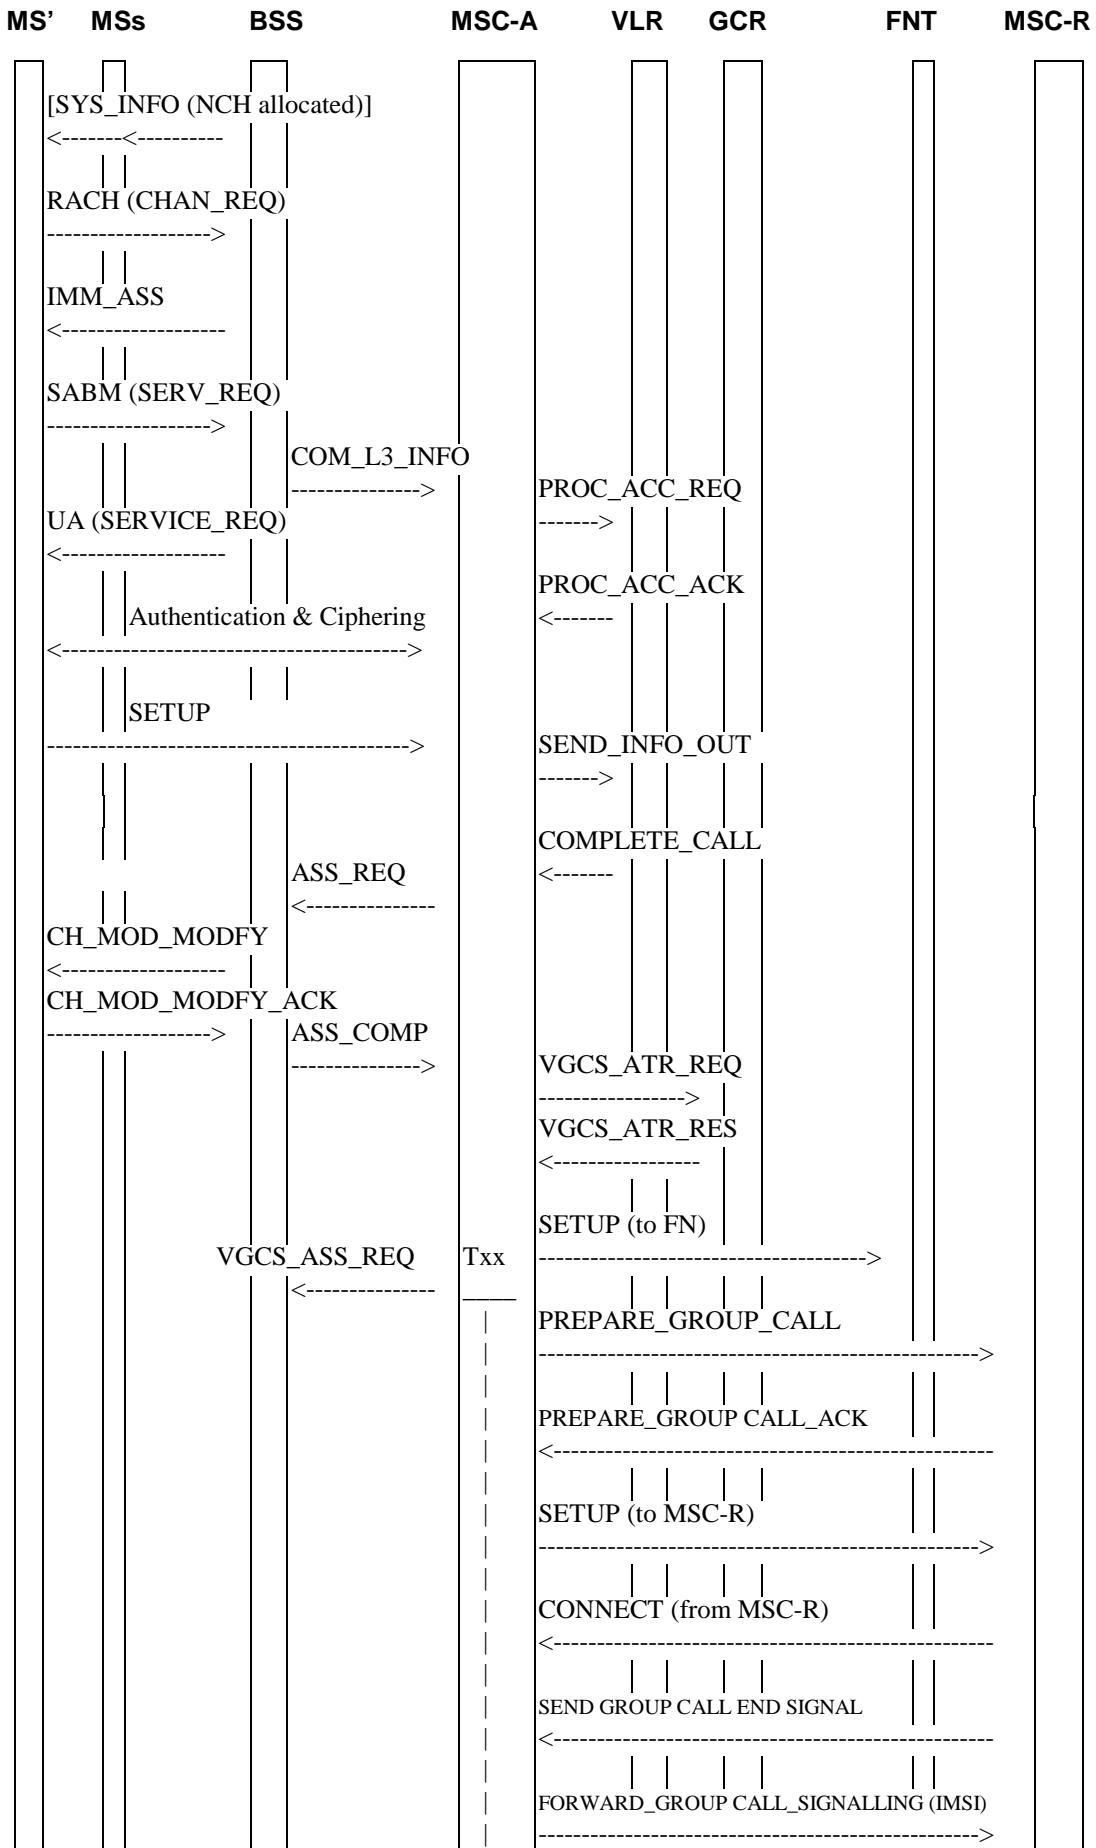 MS’ MSs BSS MSC-A VLR GCR FNT MSC-R
[SYS_INFO (NCH allocated)]
<-------<----------
RACH (CHAN_REQ)
------------------->
IMM_ASS
<-------------------
SABM (SERV_REQ)
------------------->
COM_L3_INFO
---------------> PROC_ACC_REQ
UA (SERVICE_REQ) ------->
<-------------------
PROC_ACC_ACK
Authentication & Ciphering <-------
<---------------------------------------->
SETUP
------------------------------------------> SEND_INFO_OUT
------->
COMPLETE_CALL
ASS_REQ <-------
<---------------
CH_MOD_MODFY
<-------------------
CH_MOD_MODFY_ACK
-------------------> ASS_COMP
---------------> VGCS_ATR_REQ
----------------->
VGCS_ATR_RES
<-----------------
SETUP (to FN)
VGCS_ASS_REQ Txx -------------------------------------->
<--------------- ____
| PREPARE_GROUP_CALL
| --------------------------------------------------->
|
| PREPARE_GROUP CALL_ACK
| <---------------------------------------------------
|
| SETUP (to MSC-R)
| --------------------------------------------------->
|
| CONNECT (from MSC-R)
| <---------------------------------------------------
|
| SEND GROUP CALL END SIGNAL
| <---------------------------------------------------
|
| FORWARD_GROUP CALL_SIGNALLING (IMSI)
| --------------------------------------------------->